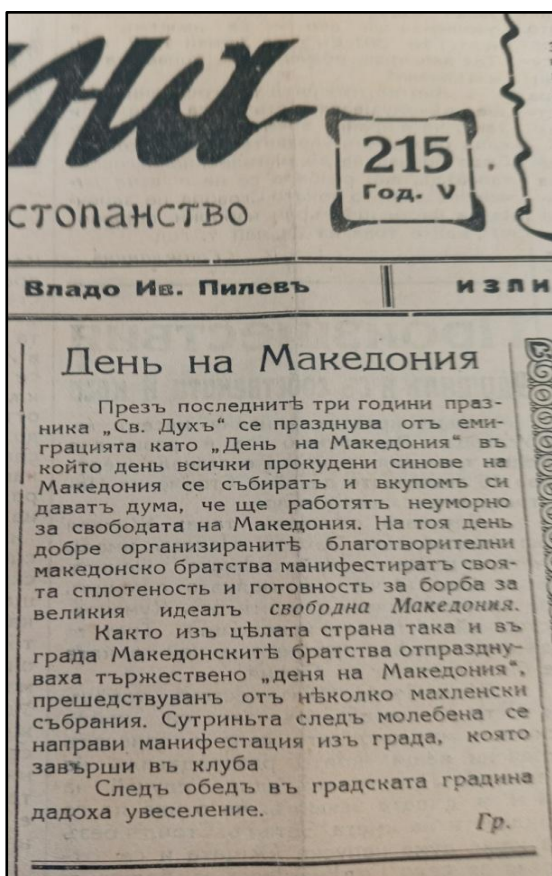 215
Год. V
стопанство
Владо Ив. Пилевъ
День на Македония
Презъ последнитѣ три години праз-
ника „Св. Духъ“ се празднува отъ еми-
грацията като „День на Македония“ въ
който день всички прокудени синове на
Македония се събиратъ и вкупомъ си
даватъ дума, че ще работятъ неуморно
за свободата на Македония. На тоя день
добре организиранитѣ благотворителни
македонско братства манифестиратъ своя-
та сплотеность и готовность за борба за
великия идеалъ свободна Македония.
Както изъ цѣлата страна така и въ
града Македонскитѣ братства отпразднy-
ваха тържествено „деня на Македония“,
прешедствуванъ отъ нѣколко махленски
събрания. Сутриньта следъ молебена се
направи манифестация изъ града, която
завърши въ клуба
Следъ обедъ въ градската градина
дадоха увеселение.
Гр.